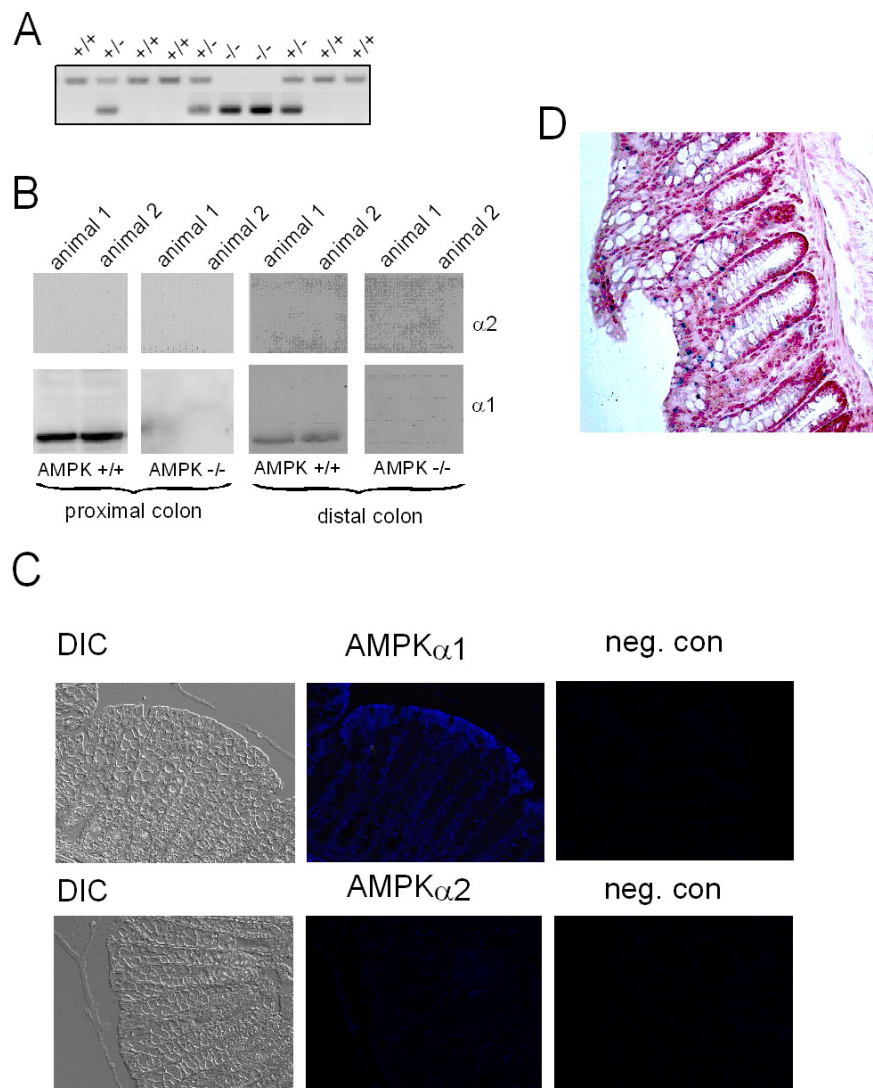 A
+/+ +/- +/+ +/+ +/- -/- -/- +/- +/+ +/+
D
B
animal 1 animal 2 animal 1 animal 2 animal 1 animal 2 animal 1 animal 2
α2
α1
AMPK +/+ AMPK -/- AMPK +/+ AMPK -/-
proximal colon distal colon
C
DIC AMPKα1 neg. con
DIC AMPKα2 neg. con